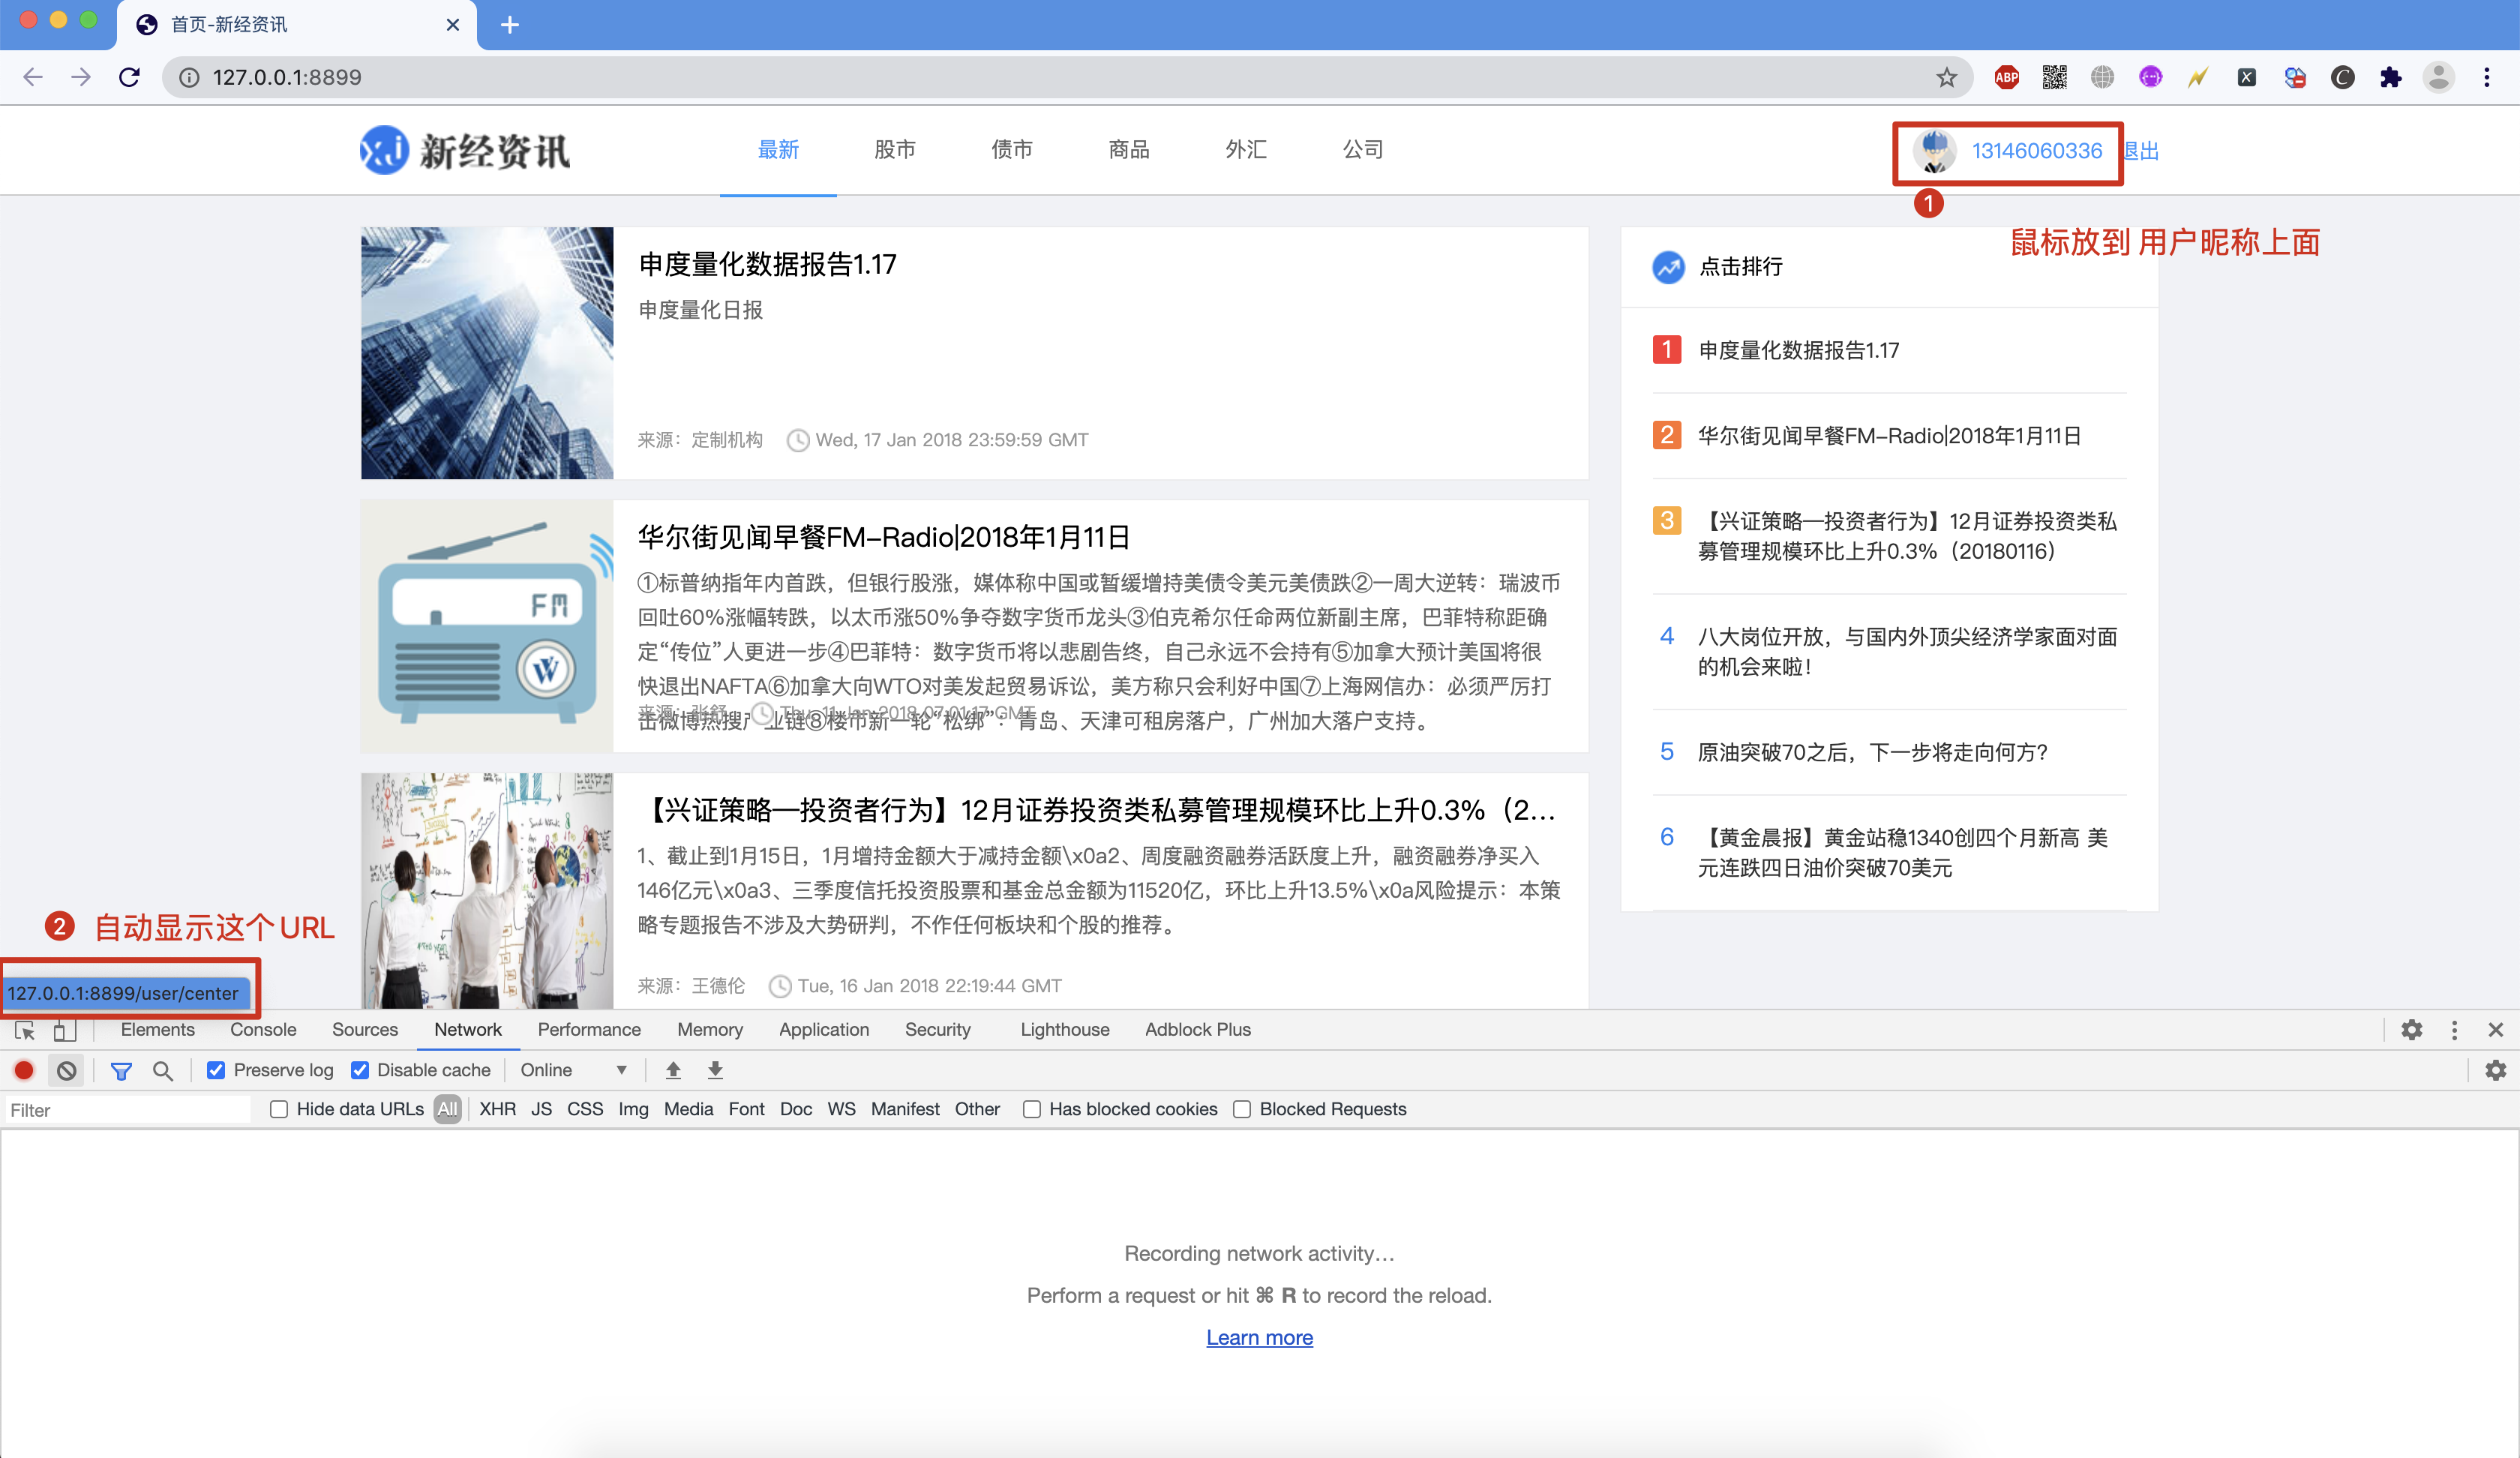 首页-新经资讯
127.0.0.1:8899
ABP
新经资讯
最新 股市 债市 商品 外汇 公司
13146060336 退出
1
鼠标放到 用户昵称上面
申度量化数据报告1.17
申度量化日报
来源：定制机构 Wed, 17 Jan 2018 23:59:59 GMT
FM
W
华尔街见闻早餐FM-Radio|2018年1月11日
①标普纳指年内首跌，但银行股涨，媒体称中国或暂缓增持美债令美元美债跌②一周大逆转：瑞波币
回吐60%涨幅转跌，以太币涨50%争夺数字货币龙头③伯克希尔任命两位新副主席，巴菲特称距确
定“传位”人更进一步④巴菲特：数字货币将以悲剧告终，自己永远不会持有⑤加拿大预计美国将很
快退出NAFTA⑥加拿大向WTO对美发起贸易诉讼，美方称只会利好中国⑦上海网信办：必须严厉打
击微博热搜产业链⑧楼市新一轮“松绑”：青岛、天津可租房落户，广州加大落户支持。
来源：张舒 Thu, 11 Jan 2018 07:01:17 GMT
【兴证策略—投资者行为】12月证券投资类私募管理规模环比上升0.3%（2...
1、截止到1月15日，1月增持金额大于减持金额\x0a2、周度融资融券活跃度上升，融资融券净买入
146亿元\x0a3、三季度信托投资股票和基金总金额为11520亿，环比上升13.5%\x0a风险提示：本策
略专题报告不涉及大势研判，不作任何板块和个股的推荐。
来源：王德伦 Tue, 16 Jan 2018 22:19:44 GMT
点击排行
1 申度量化数据报告1.17
2 华尔街见闻早餐FM-Radio|2018年1月11日
3 【兴证策略—投资者行为】12月证券投资类私
募管理规模环比上升0.3%（20180116）
4 八大岗位开放，与国内外顶尖经济学家面对面
的机会来啦！
5 原油突破70之后，下一步将走向何方？
6 【黄金晨报】黄金站稳1340创四个月新高 美
元连跌四日油价突破70美元
2 自动显示这个URL
127.0.0.1:8899/user/center
Elements Console Sources Network Performance Memory Application Security Lighthouse Adblock Plus
Preserve log Disable cache Online
Filter Hide data URLs All XHR JS CSS Img Media Font Doc WS Manifest Other Has blocked cookies Blocked Requests
Recording network activity…
Perform a request or hit ⌘ R to record the reload.
Learn more